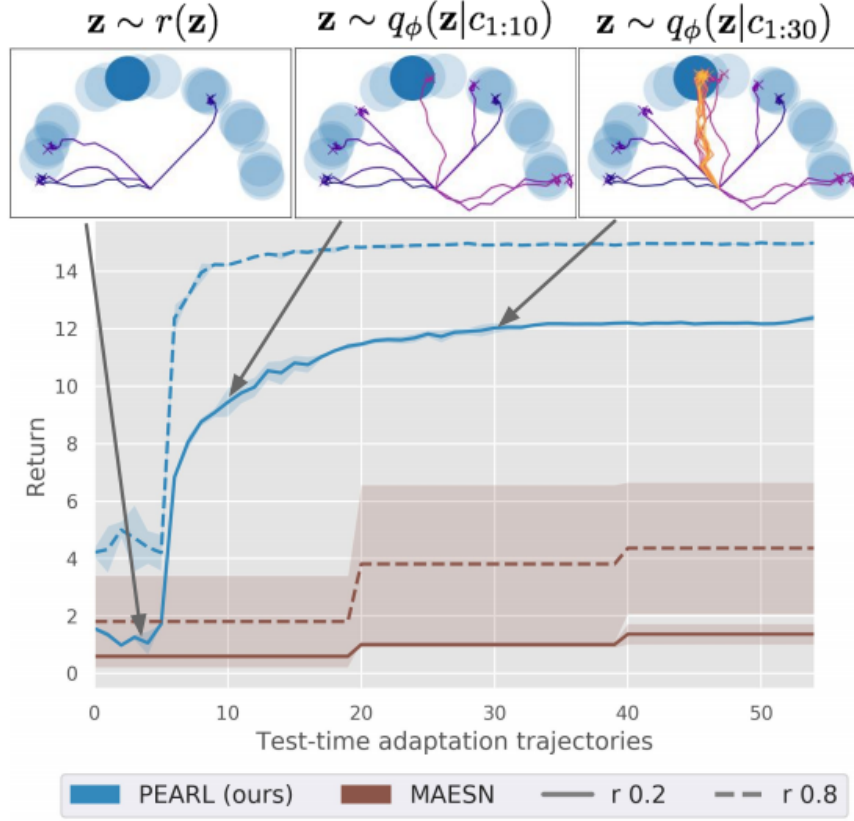 z ∼ r(z)
z ∼ qϕ(z|c1:10)
z ∼ qϕ(z|c1:30)
14
12
10
8
6
4
2
0
Return
0 10 20 30 40 50
Test-time adaptation trajectories
PEARL (ours) MAESN r 0.2 r 0.8